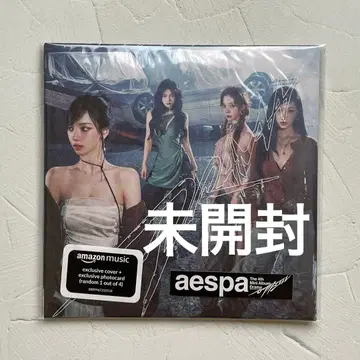 未開封
amazon music
exclusive cover +
exclusive photocard
(random 1 out of 4)
aespa
The 4th
Mini Album
Drama